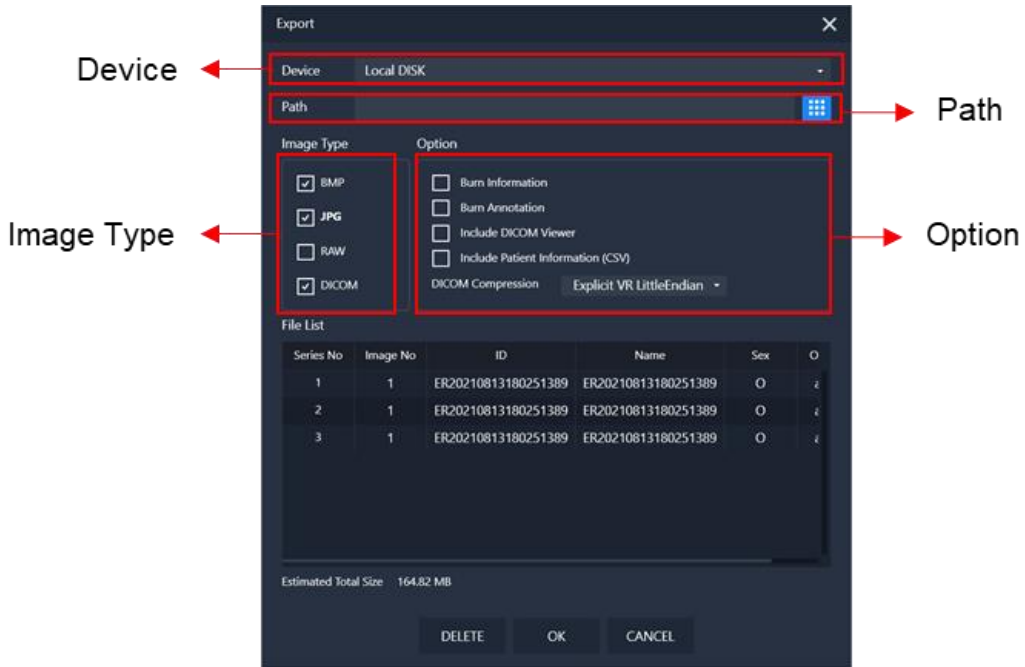 Export
Device
Device Local DISK
Path
Path
Image Type Option
BMP
JPG
RAW
DICOM
Image Type
Burn Information
Burn Annotation
Include DICOM Viewer
Include Patient Information (CSV)
DICOM Compression Explicit VR LittleEndian
Option
File List
Series No Image No ID Name Sex O
1 1 ER20210813180251389 ER20210813180251389 O
2 1 ER20210813180251389 ER20210813180251389 O
3 1 ER20210813180251389 ER20210813180251389 O
Estimated Total Size 164.82 MB
DELETE OK CANCEL